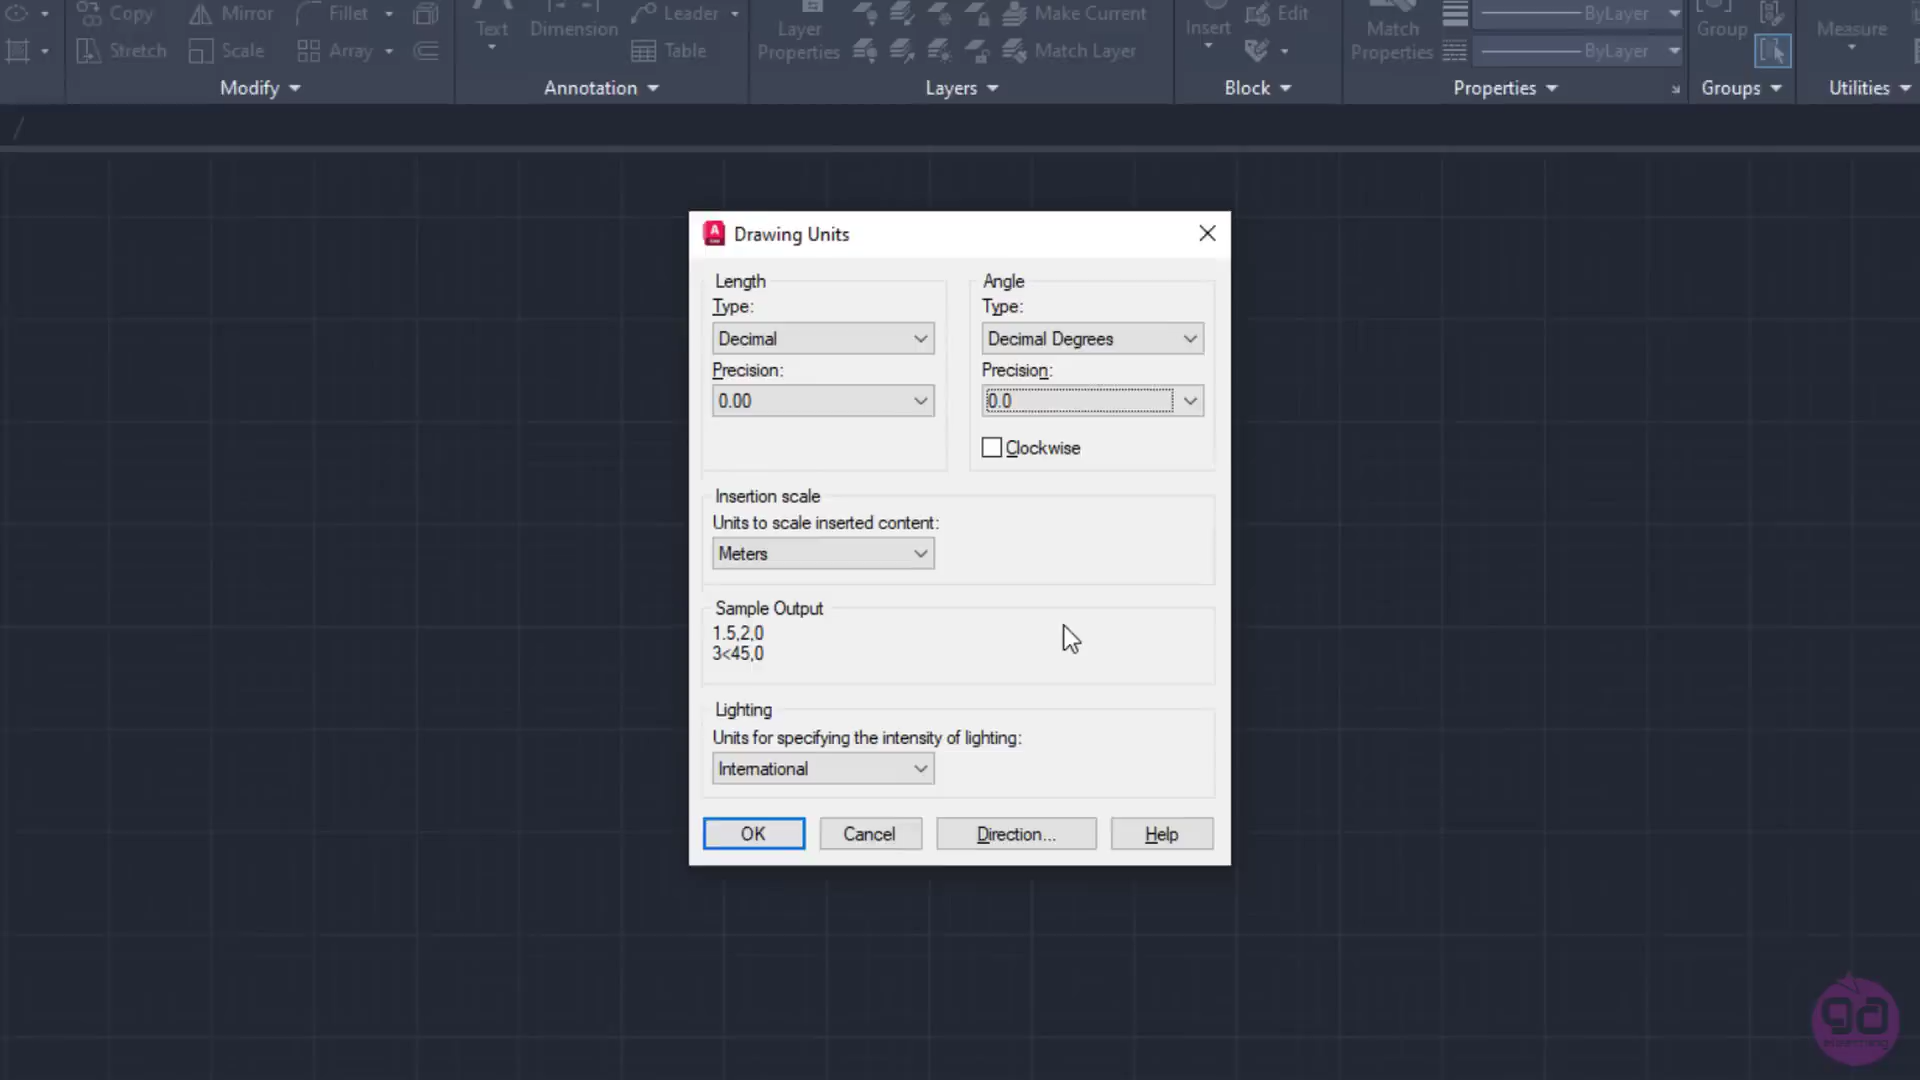 Copy Mirror Fillet
Text Dimension Leader
Layer Properties
Make Current
Insert Edit
Match Properties
ByLayer
Group
Measure
Stretch Scale Array
Table
Match Layer
ByLayer
Modify Annotation Layers Block Properties Groups Utilities
/
Drawing Units
Length
Type:
Decimal
Precision:
0.00
Angle
Type:
Decimal Degrees
Precision:
0.0
Clockwise
Insertion scale
Units to scale inserted content:
Meters
Sample Output
1.5,2,0
3<45,0
Lighting
Units for specifying the intensity of lighting:
International
OK Cancel Direction... Help
ga
elearning